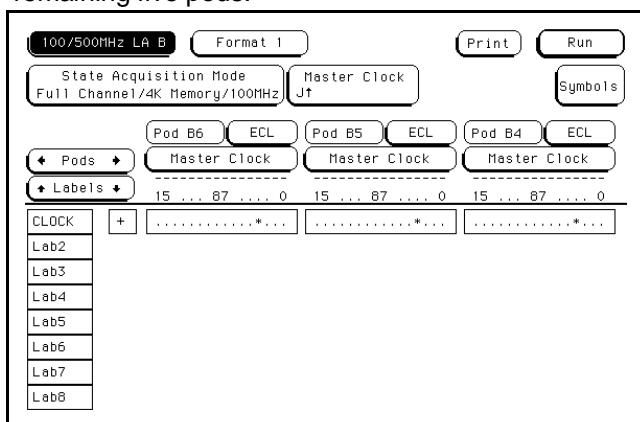 remaining five pods.
100/500MHz LA B Format 1 Print Run
State Acquisition Mode Master Clock
Full Channel/4K Memory/100MHz J↑ Symbols
Pod B6 ECL Pod B5 ECL Pod B4 ECL
← Pods → Master Clock Master Clock Master Clock
↑ Labels ↓ ---------------- ---------------- ----------------
15 ... 87 .... 0 15 ... 87 .... 0 15 ... 87 .... 0
CLOCK + ............*... ............*... ............*...
Lab2
Lab3
Lab4
Lab5
Lab6
Lab7
Lab8